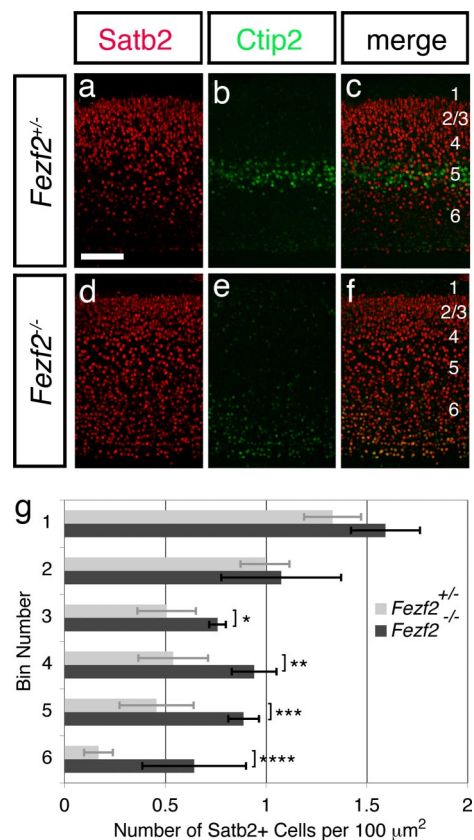 Satb2 Ctip2 merge
Fezf2+/-
a b c
1
2/3
4
5
6
Fezf2-/-
d e f
1
2/3
4
5
6
g
Bin Number
1
2
3 *
4 **
5 ***
6 ****
Fezf2+/-
Fezf2-/-
0 0.5 1 1.5 2
Number of Satb2+ Cells per 100 μm2